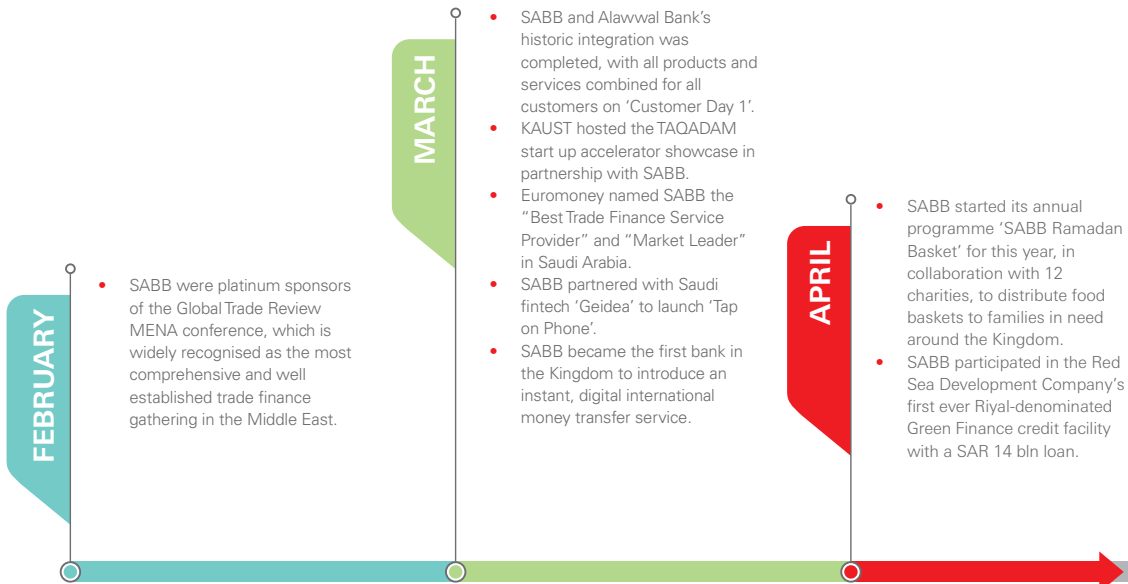 FEBRUARY
• SABB were platinum sponsors
of the Global Trade Review
MENA conference, which is
widely recognised as the most
comprehensive and well
established trade finance
gathering in the Middle East.
MARCH
• SABB and Alawwal Bank’s
historic integration was
completed, with all products and
services combined for all
customers on ‘Customer Day 1’.
• KAUST hosted the TAQADAM
start up accelerator showcase in
partnership with SABB.
• Euromoney named SABB the
“Best Trade Finance Service
Provider” and “Market Leader”
in Saudi Arabia.
• SABB partnered with Saudi
fintech ‘Geidea’ to launch ‘Tap
on Phone’.
• SABB became the first bank in
the Kingdom to introduce an
instant, digital international
money transfer service.
APRIL
• SABB started its annual
programme ‘SABB Ramadan
Basket’ for this year, in
collaboration with 12
charities, to distribute food
baskets to families in need
around the Kingdom.
• SABB participated in the Red
Sea Development Company’s
first ever Riyal-denominated
Green Finance credit facility
with a SAR 14 bln loan.